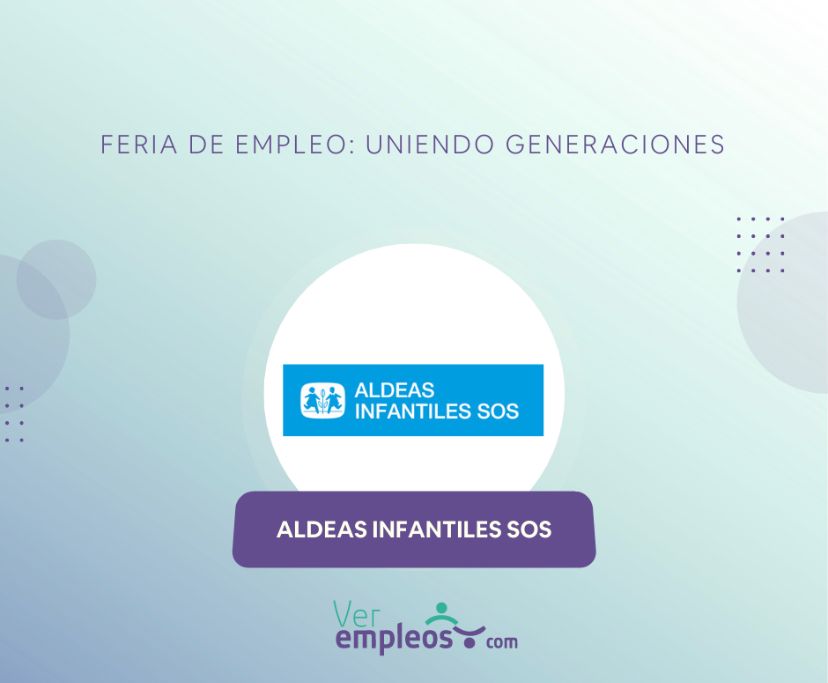 FERIA DE EMPLEO: UNIENDO GENERACIONES
ALDEAS
INFANTILES SOS
ALDEAS INFANTILES SOS
Ver
empleos.com